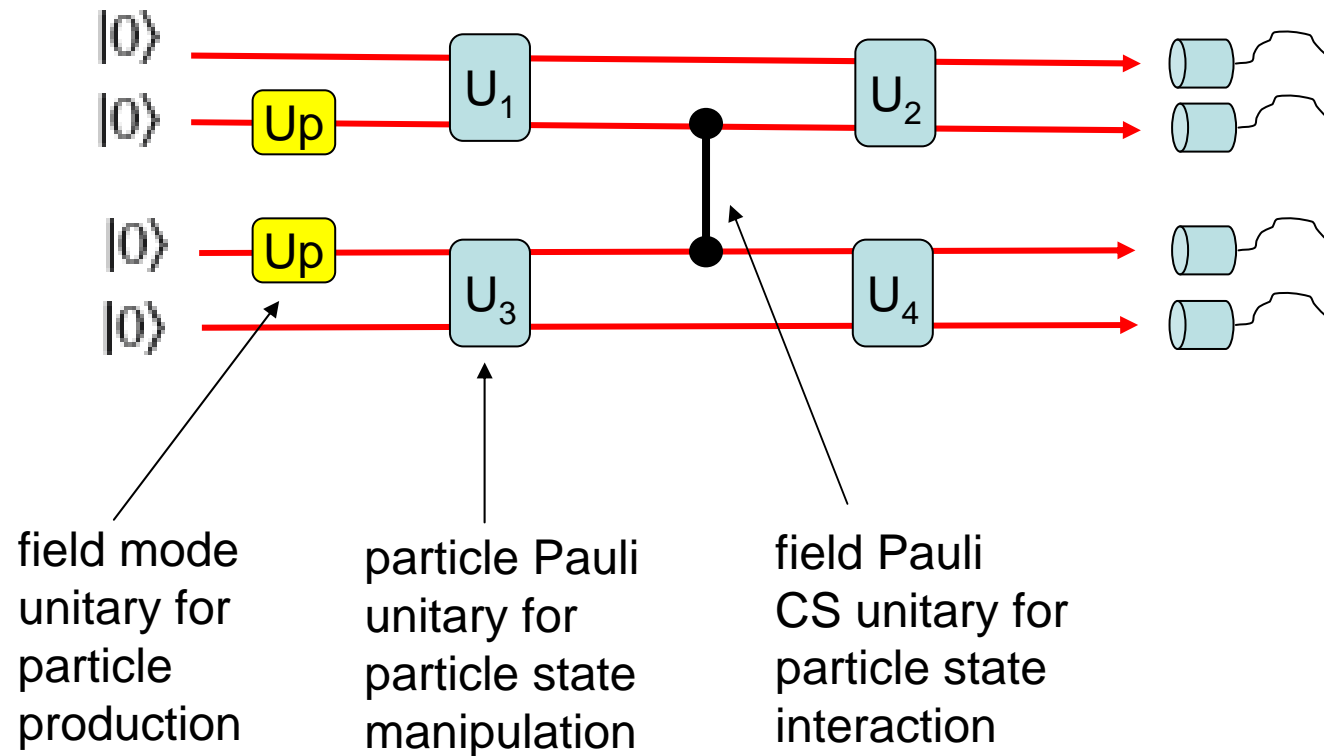 |0⟩
|0⟩
Up
U₁
U₂
|0⟩
Up
|0⟩
U₃
U₄
field mode
unitary for
particle
production
particle Pauli
unitary for
particle state
manipulation
field Pauli
CS unitary for
particle state
interaction